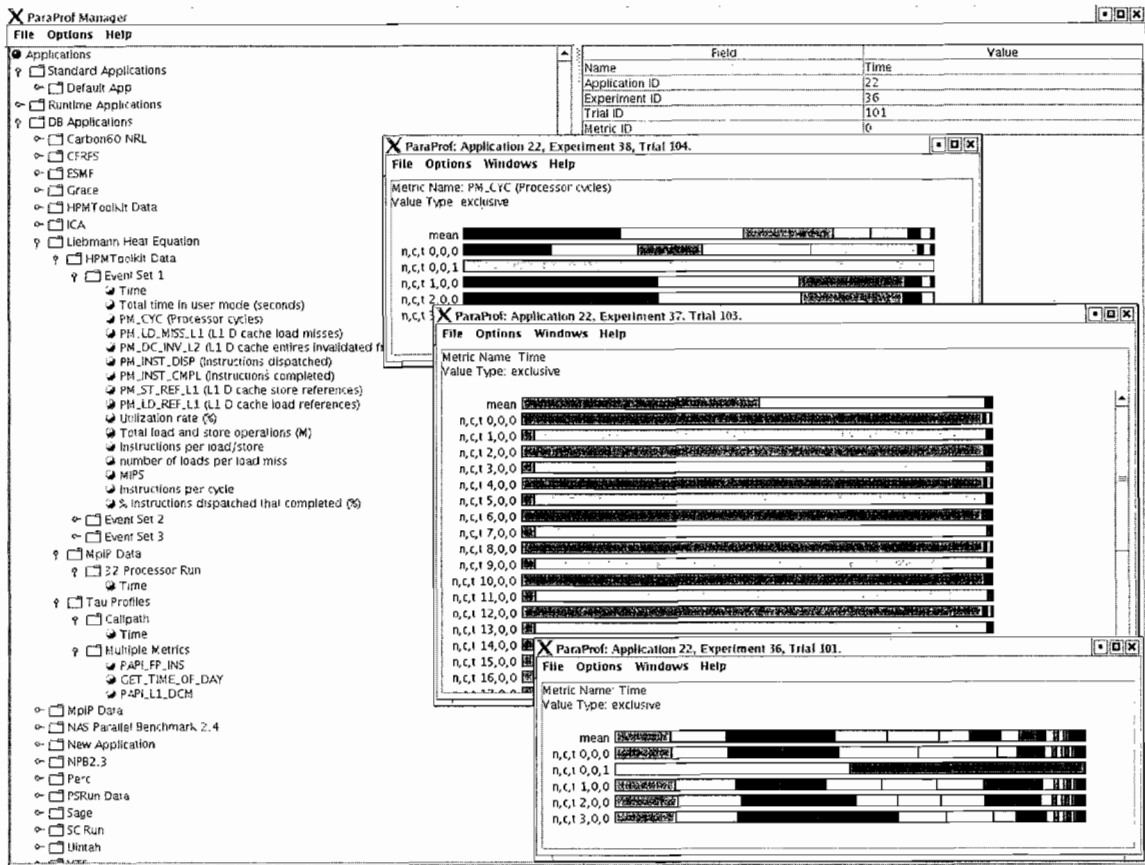 ParaProf Manager
File Options Help
Applications
Standard Applications
Default App
Runtime Applications
DB Applications
Carbon60 NRL
CFRFS
ESMF
Grace
HPMToolkit Data
ICA
Liebmann Heat Equation
HPMToolkit Data
Event Set 1
Time
Total time in user mode (seconds)
PM_CYC (Processor cycles)
PM_LD_MISS_L1 (L1 D cache load misses)
PM_DC_INV_L2 (L1 D cache entires invalidated f
PM_INST_DISP (Instructions dispatched)
PM_INST_CMPL (Instructions completed)
PM_ST_REF_L1 (L1 D cache store references)
PM_LD_REF_L1 (L1 D cache load references)
Utilization rate (%)
Total load and store operations (M)
Instructions per load/store
number of loads per load miss
MIPS
Instructions per cycle
% Instructions dispatched that completed (%)
Event Set 2
Event Set 3
MpiP Data
32 Processor Run
Time
Tau Profiles
Callpath
Time
Multiple Metrics
PAPI_FP_INS
GET_TIME_OF_DAY
PAPI_L1_DCM
MpiP Data
NAS Parallel Benchmark 2.4
New Application
NPB2.3
Perc
PSRun Data
Sage
SC Run
Uintah
Field Value
Name Time
Application ID 22
Experiment ID 36
Trial ID 101
Metric ID 0
ParaProf: Application 22, Experiment 38, Trial 104.
File Options Windows Help
Metric Name: PM_CYC (Processor cycles)
Value Type: exclusive
mean
n,c,t 0,0,0
n,c,t 0,0,1
n,c,t 1,0,0
n,c,t 2,0,0
n,c,t 3
ParaProf: Application 22, Experiment 37, Trial 103.
File Options Windows Help
Metric Name: Time
Value Type: exclusive
mean
n,c,t 0,0,0
n,c,t 1,0,0
n,c,t 2,0,0
n,c,t 3,0,0
n,c,t 4,0,0
n,c,t 5,0,0
n,c,t 6,0,0
n,c,t 7,0,0
n,c,t 8,0,0
n,c,t 9,0,0
n,c,t 10,0,0
n,c,t 11,0,0
n,c,t 12,0,0
n,c,t 13,0,0
n,c,t 14,0,0
n,c,t 15,0,0
n,c,t 16,0,0
ParaProf: Application 22, Experiment 36, Trial 101.
File Options Windows Help
Metric Name: Time
Value Type: exclusive
mean
n,c,t 0,0,0
n,c,t 0,0,1
n,c,t 1,0,0
n,c,t 2,0,0
n,c,t 3,0,0